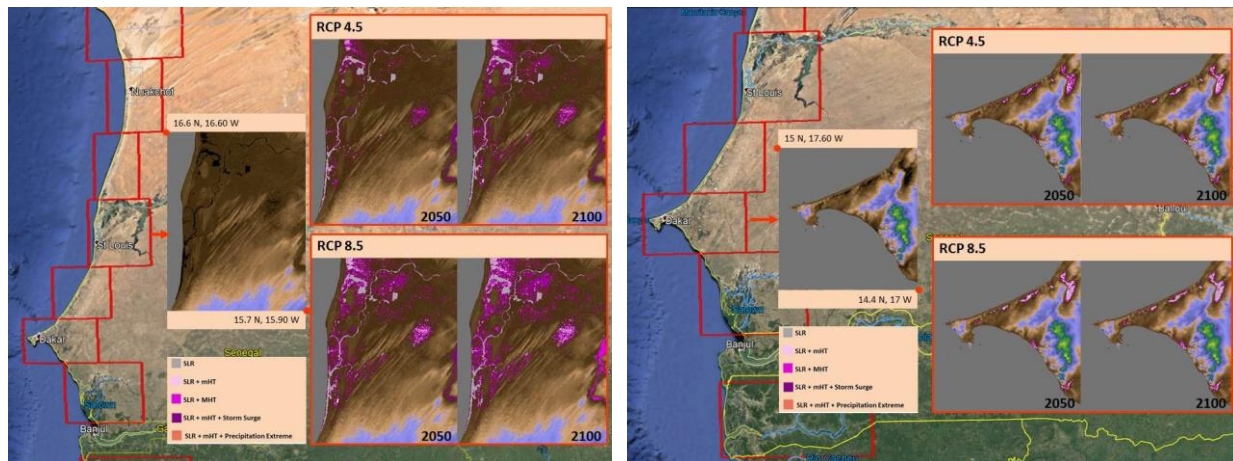 RCP 4.5
Nuakchot
16.6 N, 16.60 W
St Louis
2050
2100
RCP 8.5
15.7 N, 15.90 W
Dakar
Senegal
SLR
SLR + mHT
SLR + MHT
SLR + mHT + Storm Surge
SLR + mHT + Precipitation Extreme
Banjul
2050
2100
RCP 4.5
St Louis
15 N, 17.60 W
2050
2100
Dakar
RCP 8.5
14.4 N, 17 W
SLR
SLR + mHT
SLR + MHT
SLR + mHT + Storm Surge
SLR + mHT + Precipitation Extreme
Banjul
2050
2100